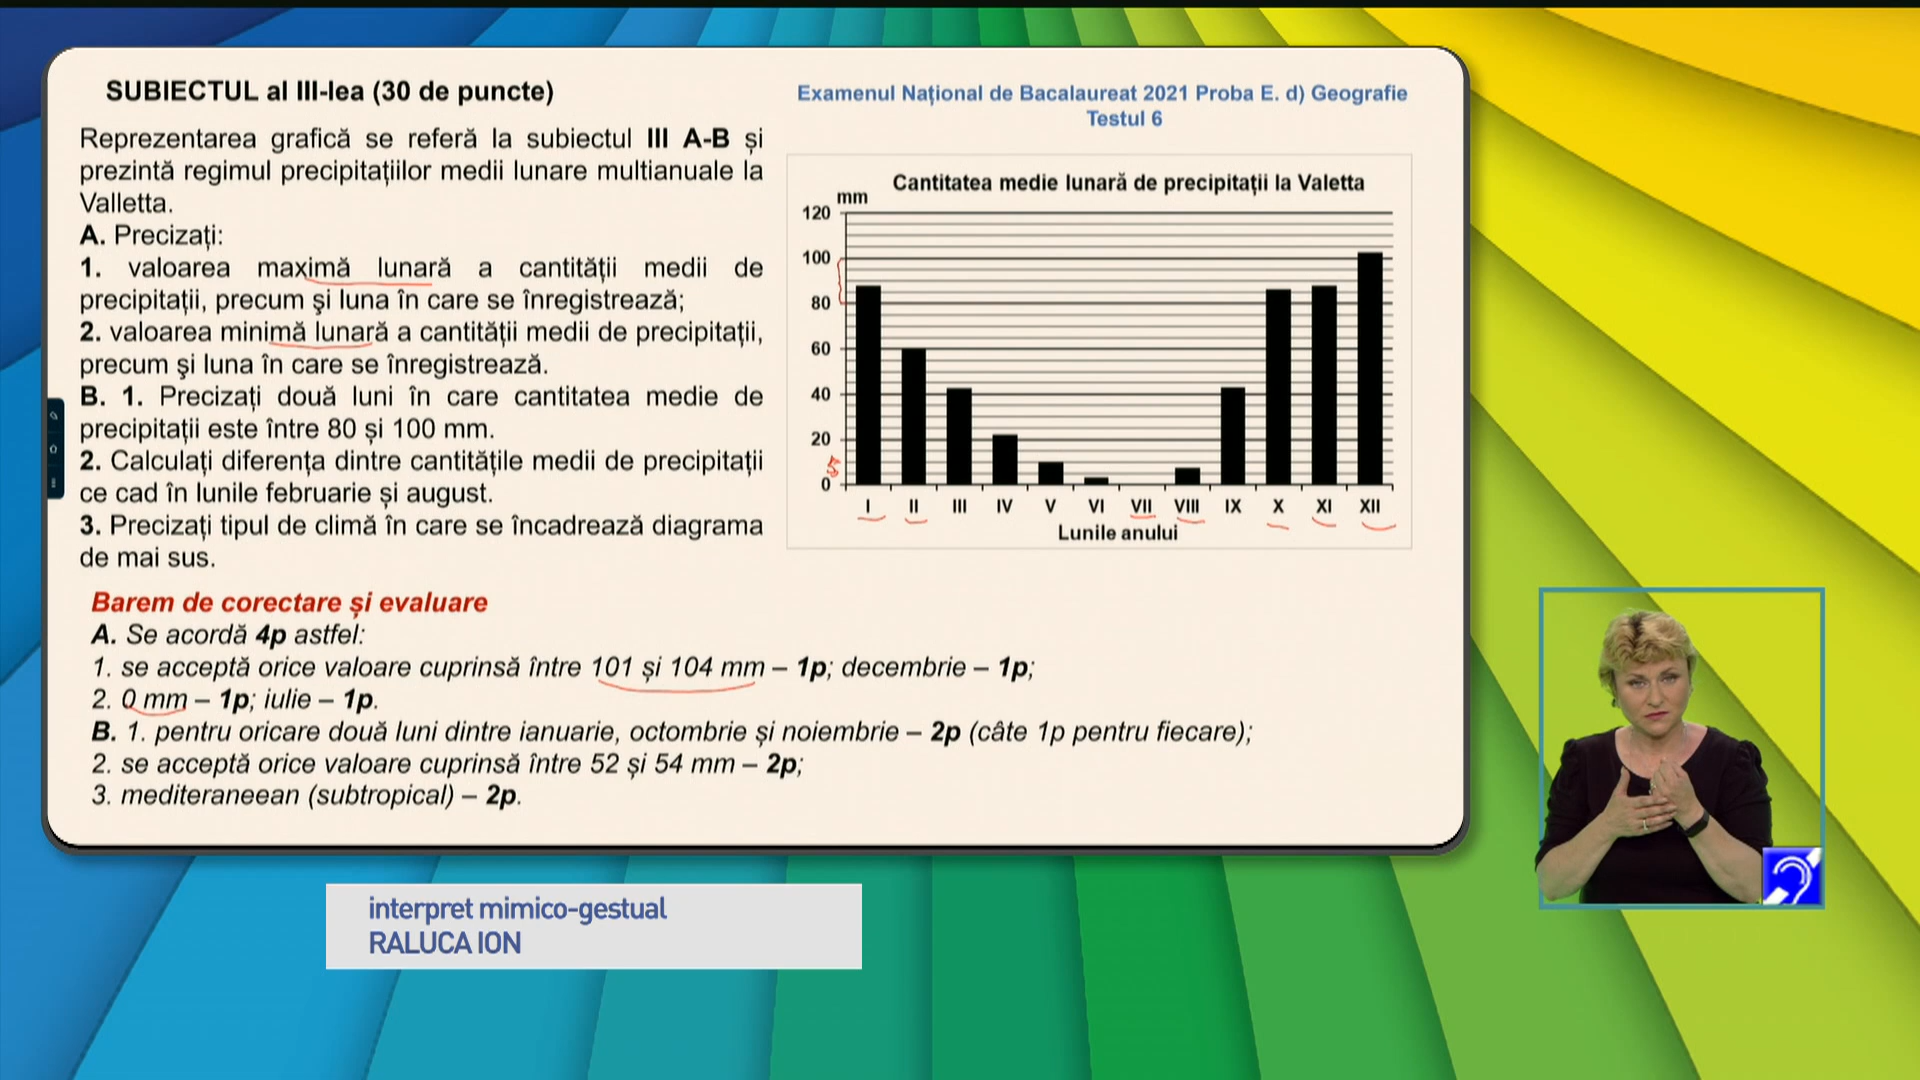 SUBIECTUL al III-lea (30 de puncte)
Reprezentarea grafică se referă la subiectul III A-B și
prezintă regimul precipitațiilor medii lunare multianuale la
Valletta.
A. Precizați:
1. valoarea maximă lunară a cantității medii de
precipitații, precum şi luna în care se înregistrează;
2. valoarea minimă lunară a cantității medii de precipitații,
precum şi luna în care se înregistrează.
B. 1. Precizați două luni în care cantitatea medie de
precipitații este între 80 și 100 mm.
2. Calculați diferența dintre cantitățile medii de precipitații
ce cad în lunile februarie și august.
3. Precizați tipul de climă în care se încadrează diagrama
de mai sus.
Examenul Național de Bacalaureat 2021 Proba E. d) Geografie
Testul 6
Cantitatea medie lunară de precipitații la Valetta
mm
120
100
80
60
40
20
5
0
I II III IV V VI VII VIII IX X XI XII
Lunile anului
Barem de corectare și evaluare
A. Se acordă 4p astfel:
1. se acceptă orice valoare cuprinsă între 101 și 104 mm – 1p; decembrie – 1p;
2. 0 mm – 1p; iulie – 1p.
B. 1. pentru oricare două luni dintre ianuarie, octombrie și noiembrie – 2p (câte 1p pentru fiecare);
2. se acceptă orice valoare cuprinsă între 52 și 54 mm – 2p;
3. mediteraneean (subtropical) – 2p.
interpret mimico-gestual
RALUCA ION